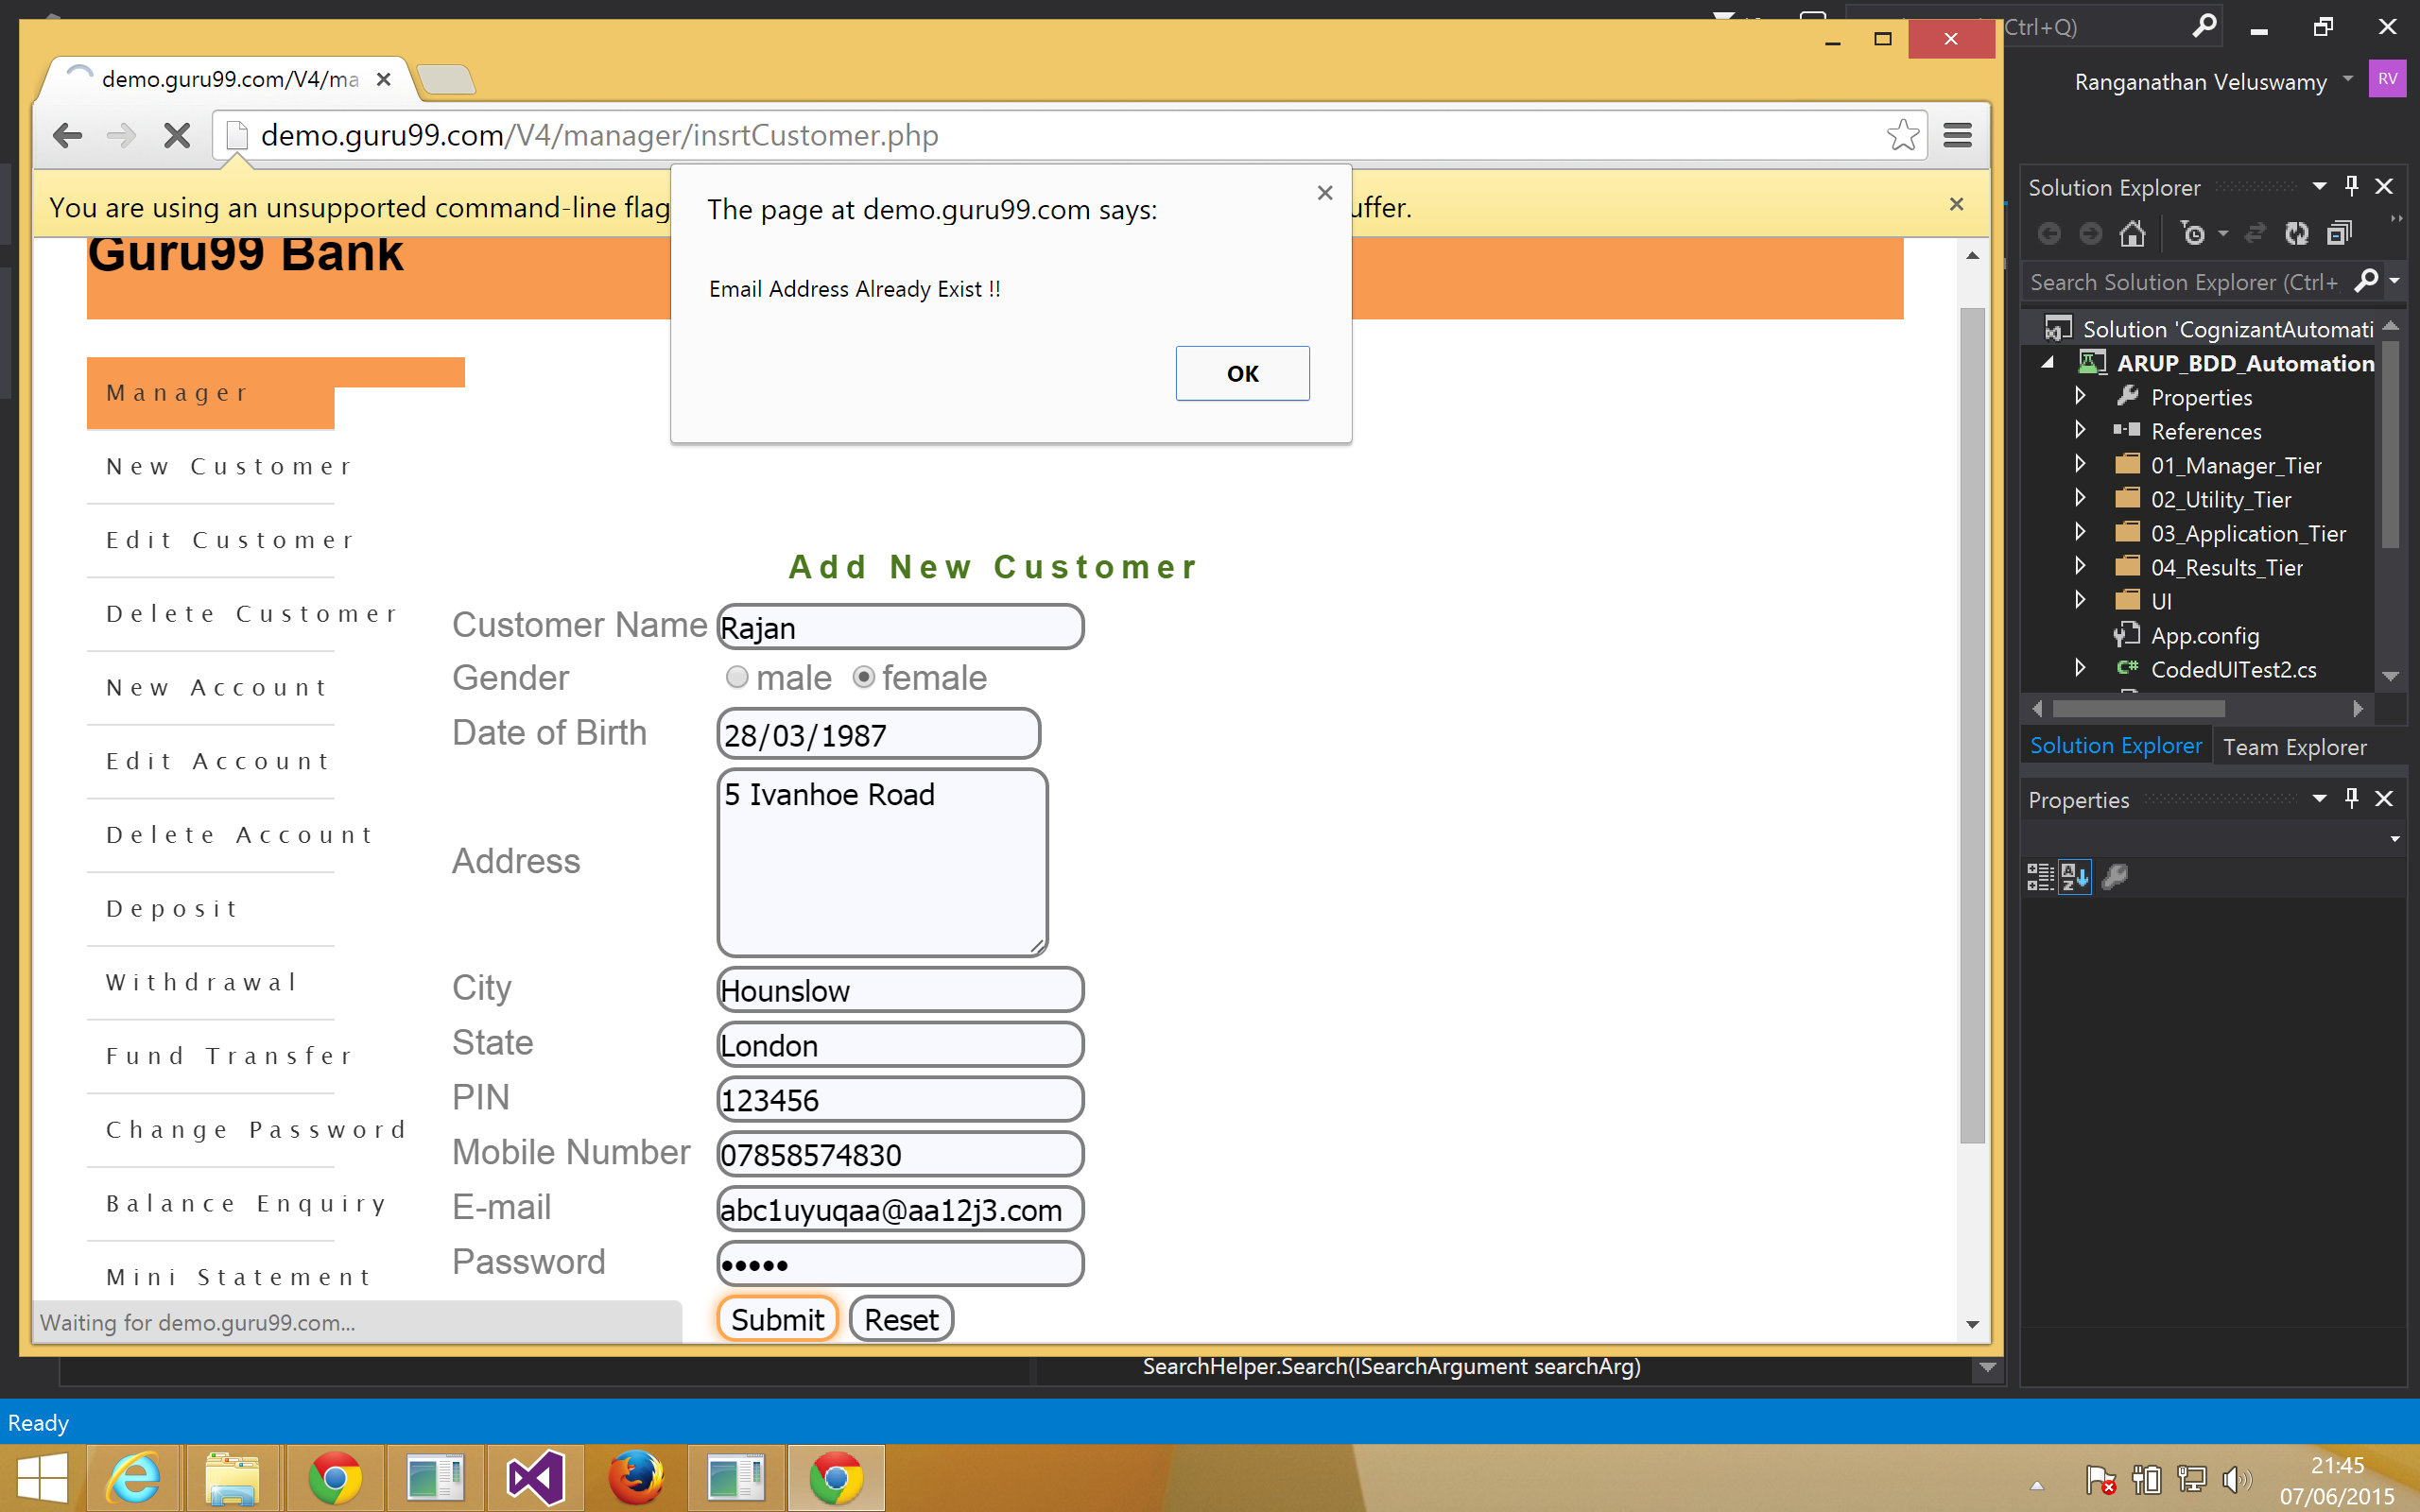 Ctrl+Q)
demo.guru99.com/V4/ma
Ranganathan Veluswamy
RV
demo.guru99.com/V4/manager/insrtCustomer.php
You are using an unsupported command-line flag
uffer.
The page at demo.guru99.com says:
Email Address Already Exist !!
OK
Guru99 Bank
Manager
New Customer
Edit Customer
Delete Customer
New Account
Edit Account
Delete Account
Deposit
Withdrawal
Fund Transfer
Change Password
Balance Enquiry
Mini Statement
Add New Customer
Customer Name Rajan
Gender male female
Date of Birth 28/03/1987
Address 5 Ivanhoe Road
City Hounslow
State London
PIN 123456
Mobile Number 07858574830
E-mail abc1uyuqaa@aa12j3.com
Password •••••
Submit Reset
Waiting for demo.guru99.com...
Solution Explorer
Search Solution Explorer (Ctrl+
Solution 'CognizantAutomati
ARUP_BDD_Automation
Properties
References
01_Manager_Tier
02_Utility_Tier
03_Application_Tier
04_Results_Tier
UI
App.config
C# CodedUITest2.cs
Solution Explorer Team Explorer
Properties
SearchHelper.Search(ISearchArgument searchArg)
Ready
21:45
07/06/2015